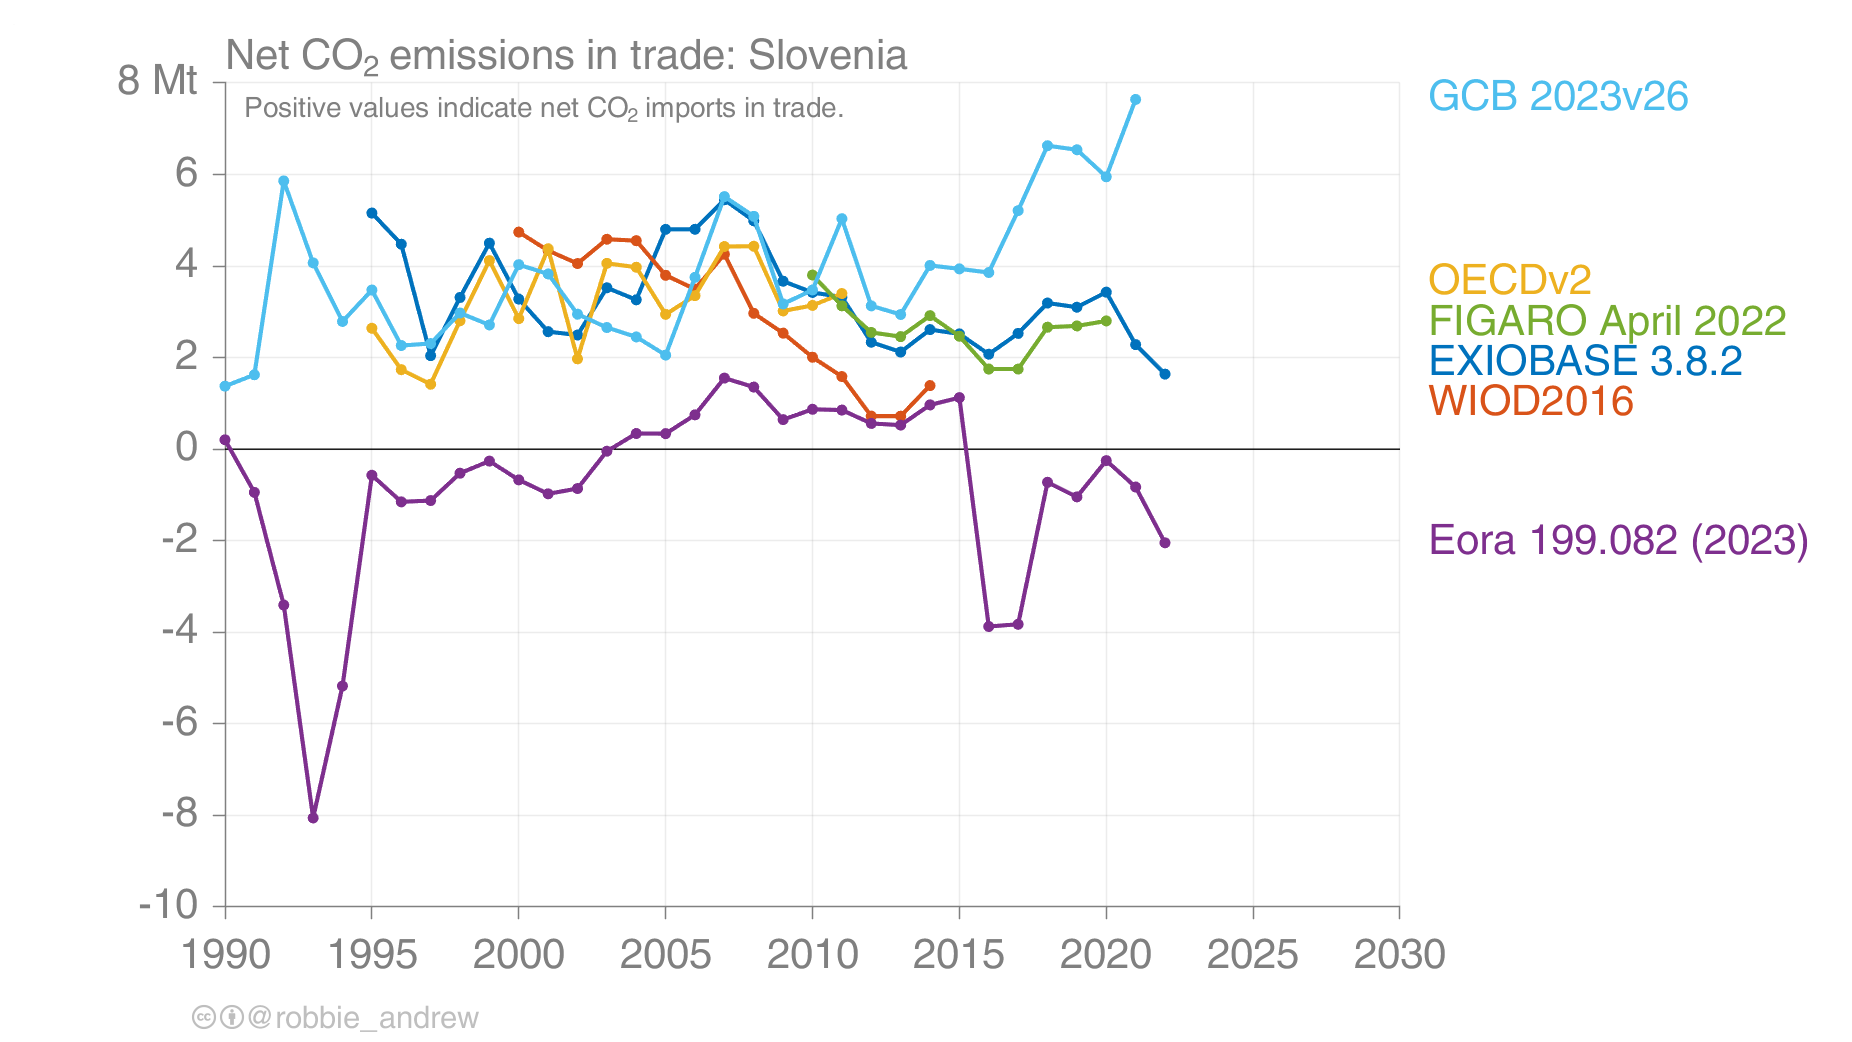 Net CO₂ emissions in trade: Slovenia
8 Mt
Positive values indicate net CO₂ imports in trade.
6
4
2
0
-2
-4
-6
-8
-10
1990 1995 2000 2005 2010 2015 2020 2025 2030
GCB 2023v26
OECDv2
FIGARO April 2022
EXIOBASE 3.8.2
WIOD2016
Eora 199.082 (2023)
@robbie_andrew